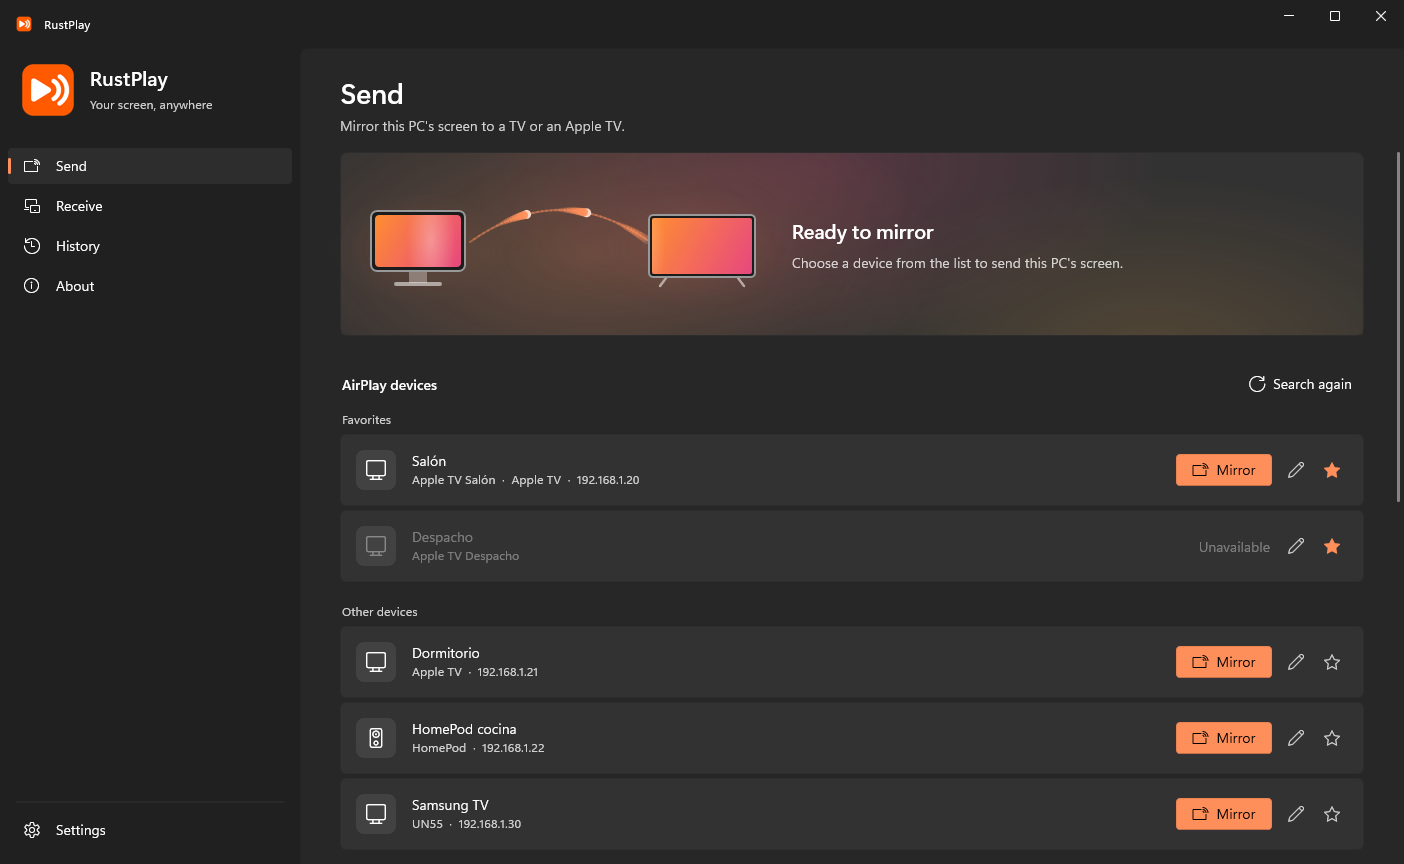 RustPlay
RustPlay
Your screen, anywhere
Send
Receive
History
About
Settings
Send
Mirror this PC's screen to a TV or an Apple TV.
Ready to mirror
Choose a device from the list to send this PC's screen.
AirPlay devices
Search again
Favorites
Salón
Apple TV Salón · Apple TV · 192.168.1.20
Mirror
Despacho
Apple TV Despacho
Unavailable
Other devices
Dormitorio
Apple TV · 192.168.1.21
Mirror
HomePod cocina
HomePod · 192.168.1.22
Mirror
Samsung TV
UN55 · 192.168.1.30
Mirror